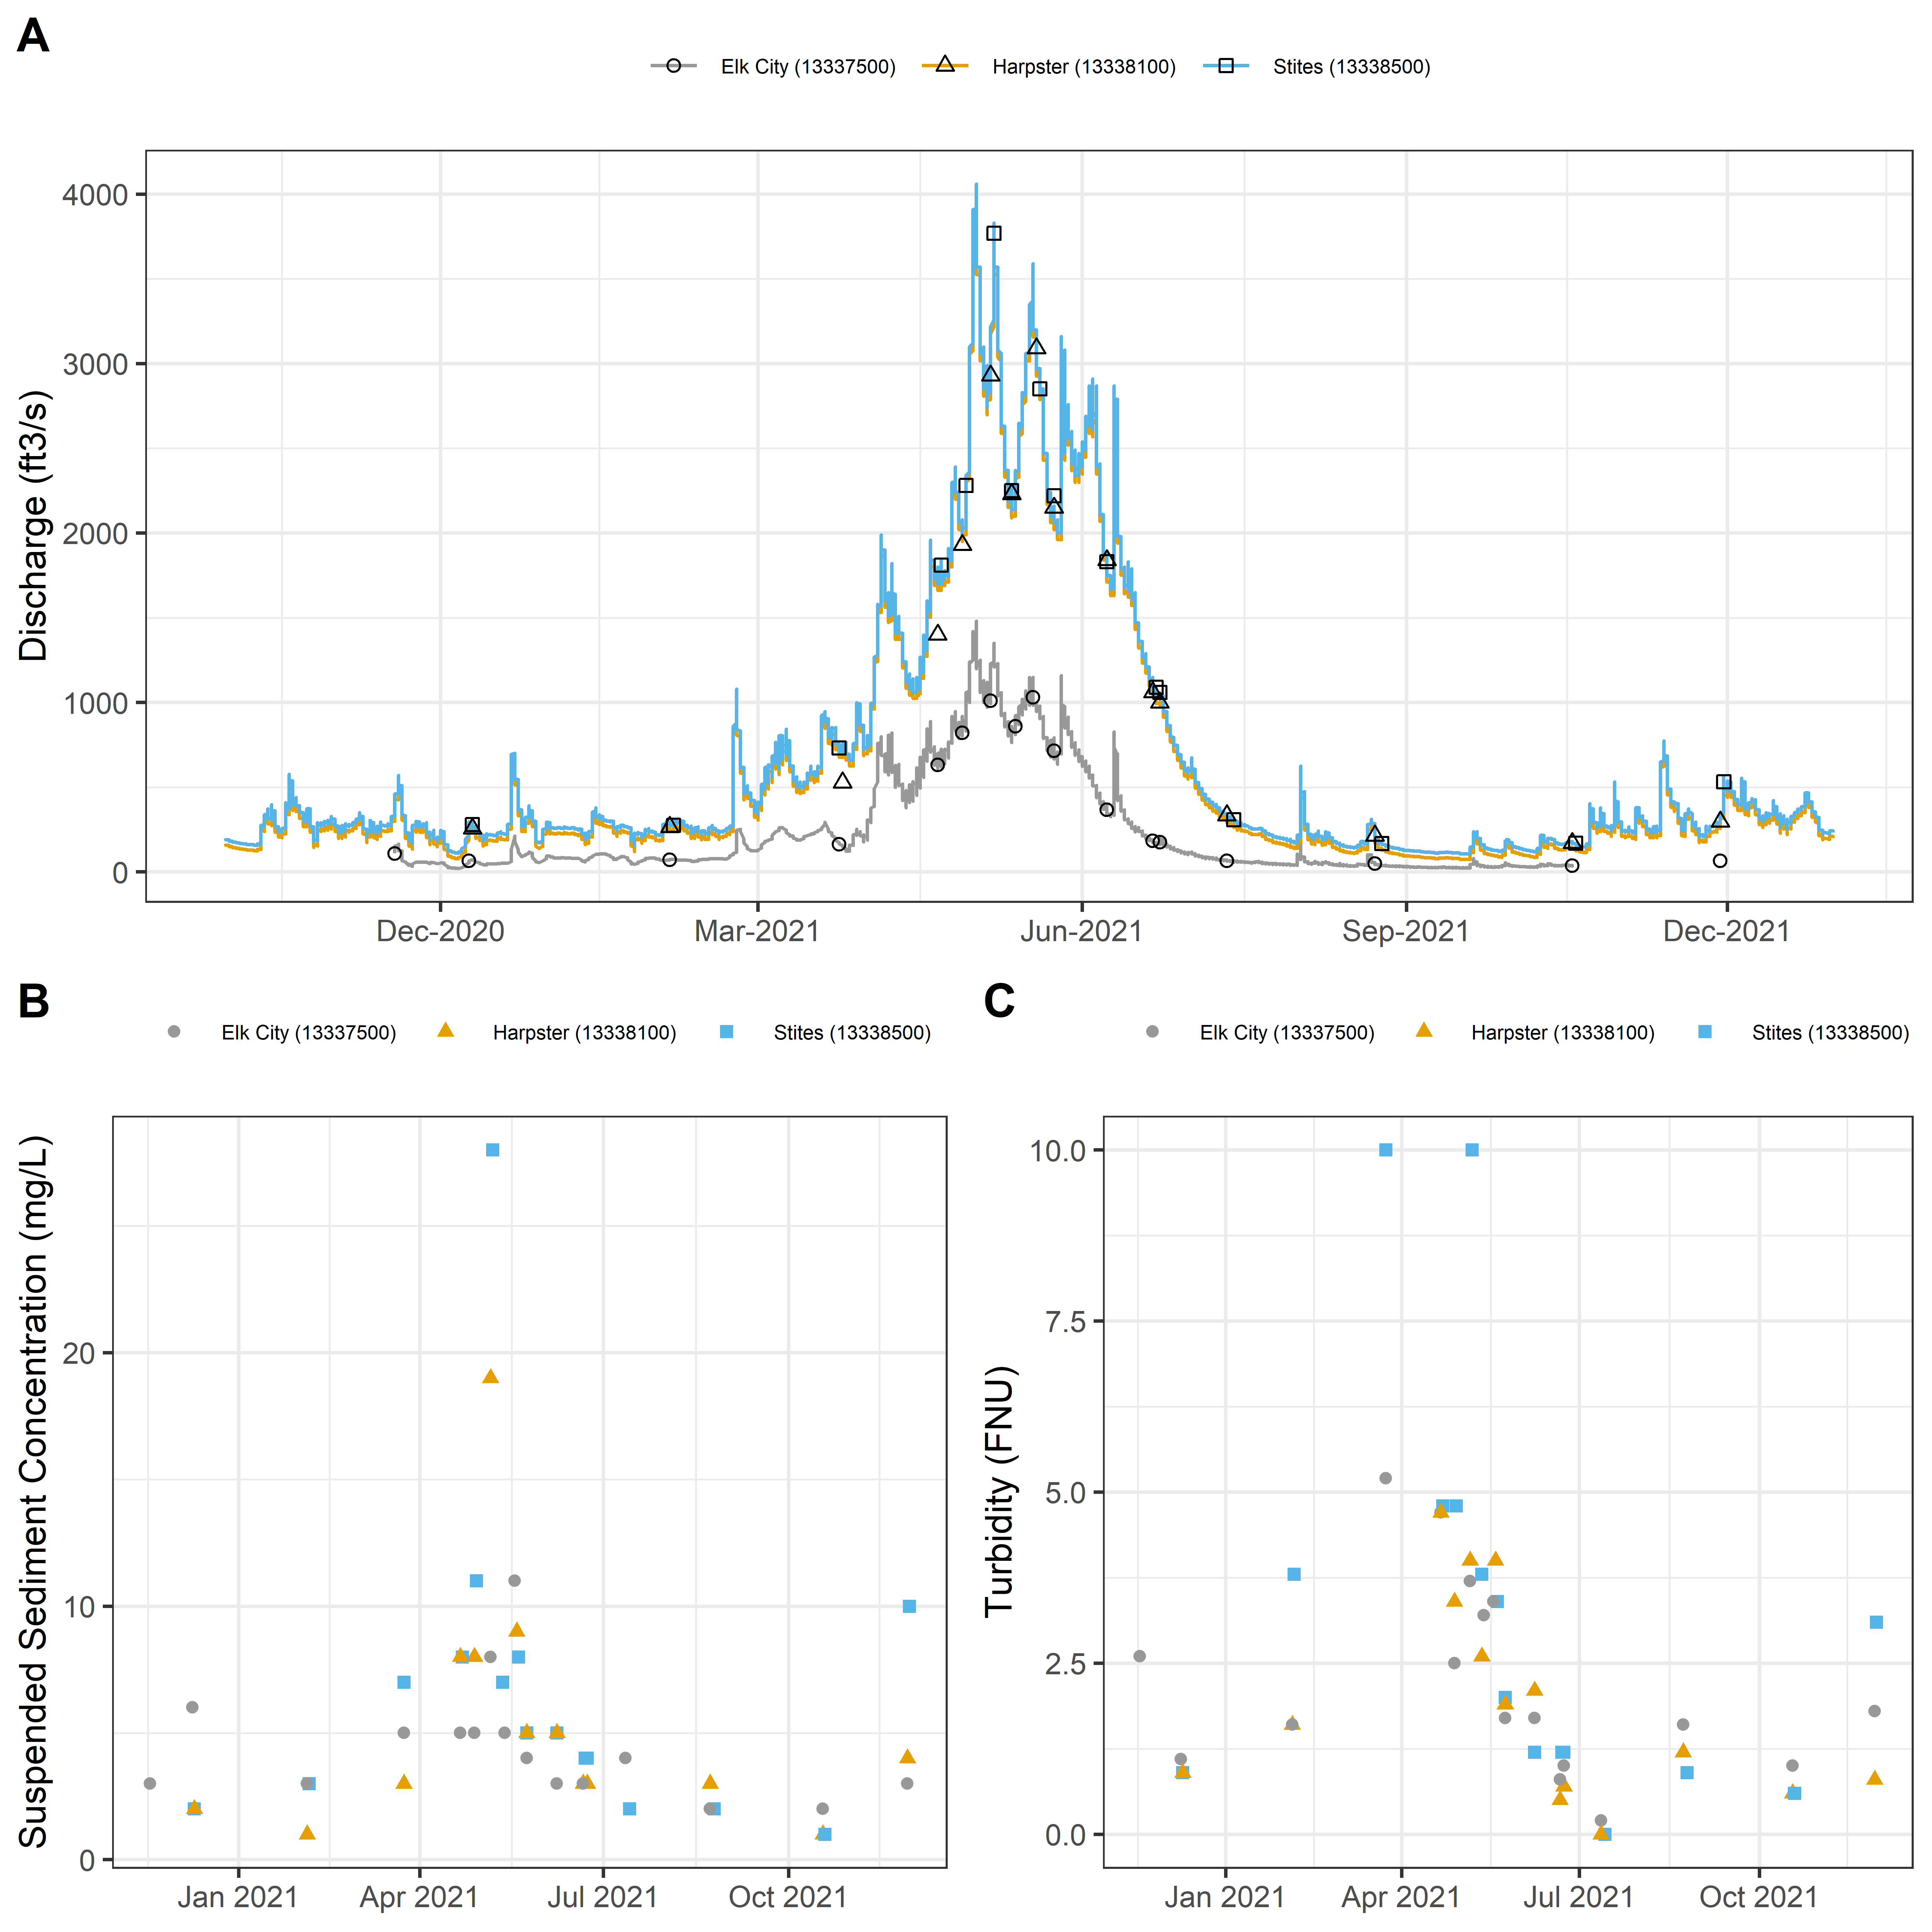 A
Elk City (13337500) Harpster (13338100) Stites (13338500)
Discharge (ft3/s)
4000
3000
2000
1000
0
Dec-2020 Mar-2021 Jun-2021 Sep-2021 Dec-2021
B
Elk City (13337500) Harpster (13338100) Stites (13338500)
Suspended Sediment Concentration (mg/L)
20
10
0
Jan 2021 Apr 2021 Jul 2021 Oct 2021
C
Elk City (13337500) Harpster (13338100) Stites (13338500)
Turbidity (FNU)
10.0
7.5
5.0
2.5
0.0
Jan 2021 Apr 2021 Jul 2021 Oct 2021